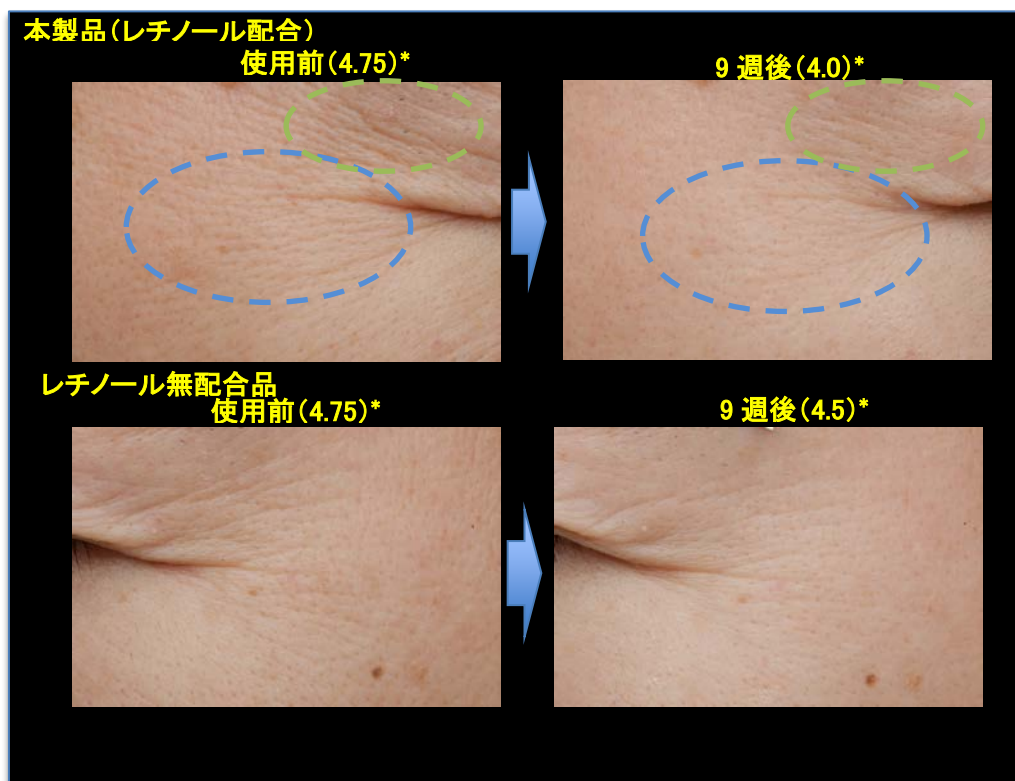 本製品(レチノール配合)
使用前(4.75)*
9 週後(4.0)*
レチノール無配合品
使用前(4.75)*
9 週後(4.5)*